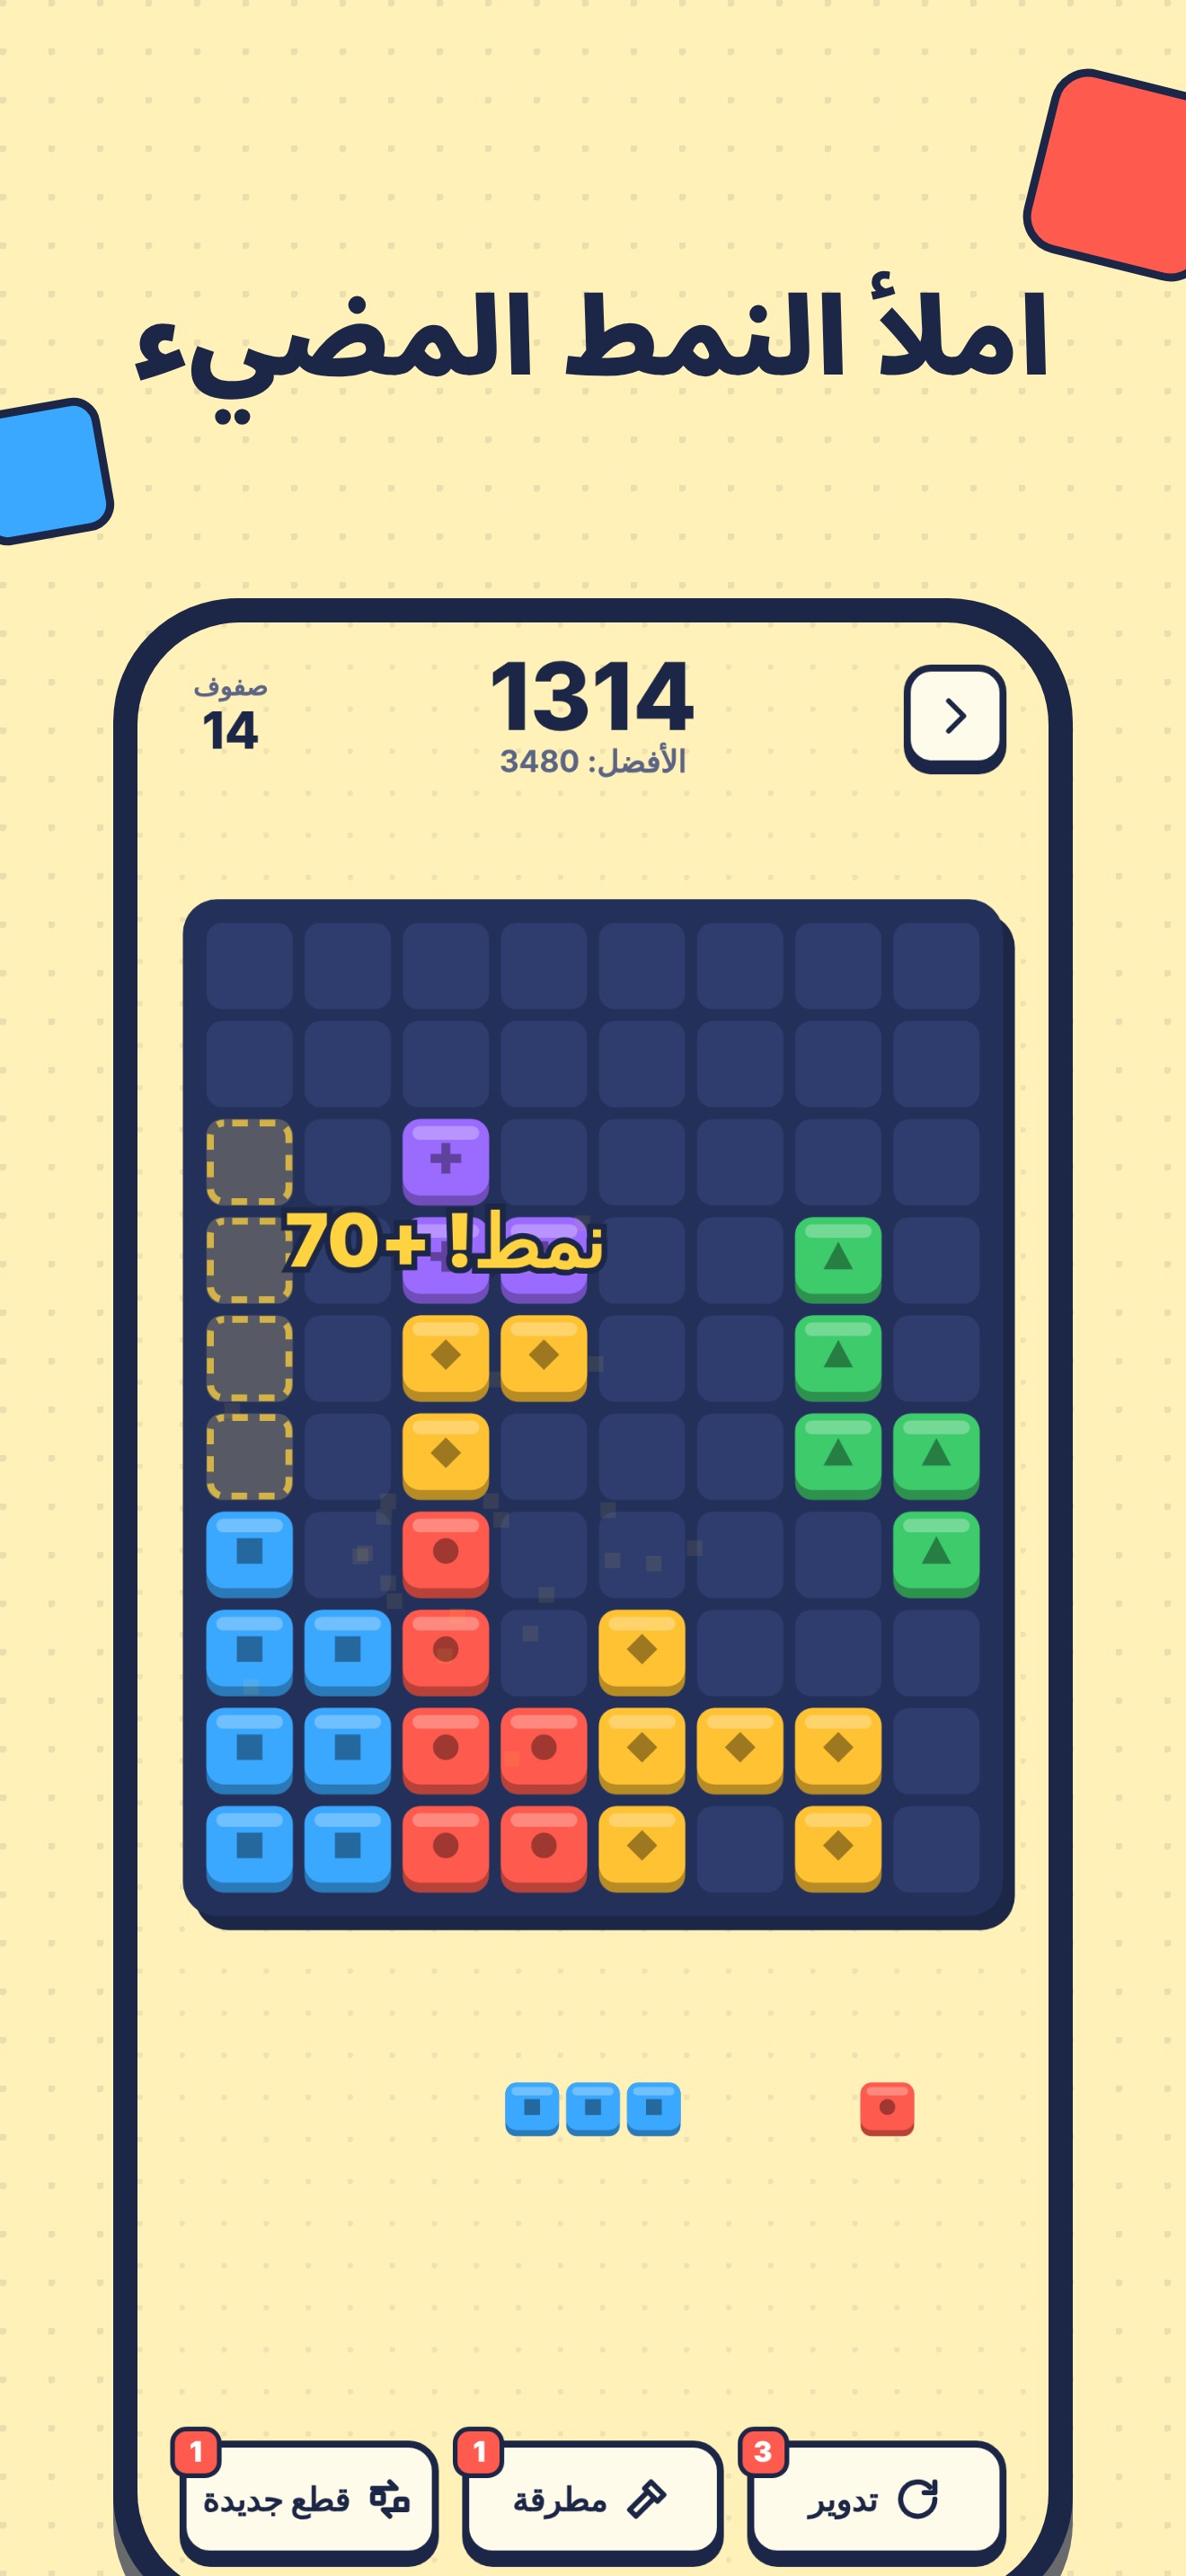 املأ النمط المضيء
1314
صفوف
14
الأفضل: 3480
نمط! +70
3
تدوير
1
مطرقة
1
قطع جديدة